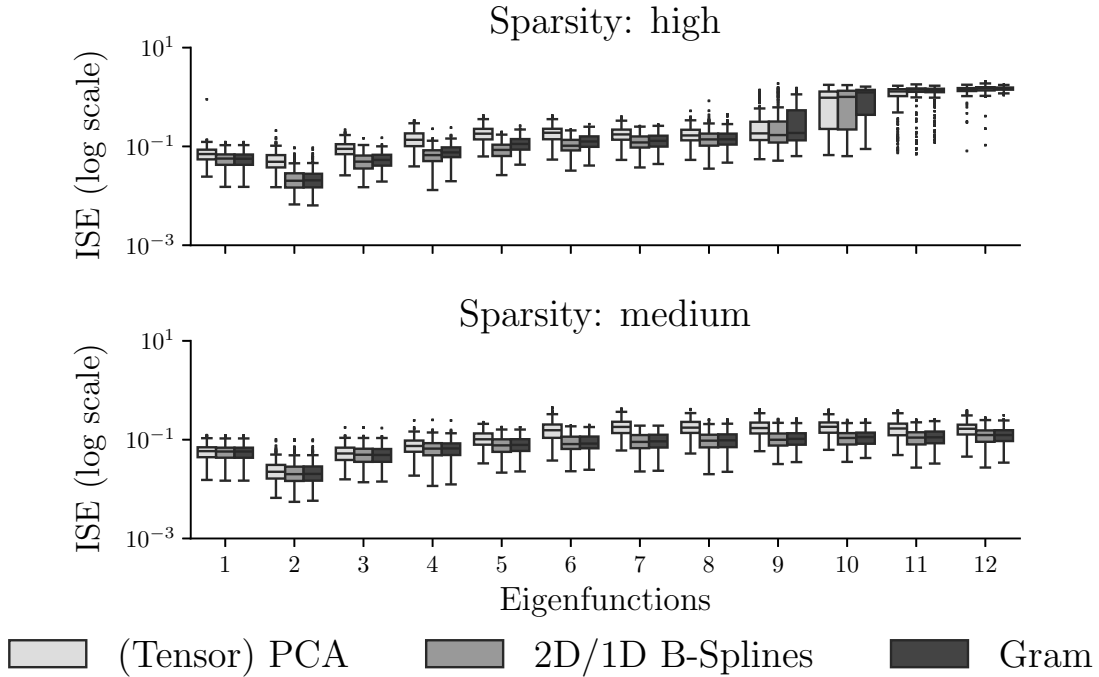 Sparsity: high
10^1
10^{-1}
10^{-3}
ISE (log scale)
Sparsity: medium
10^1
10^{-1}
10^{-3}
ISE (log scale)
1 2 3 4 5 6 7 8 9 10 11 12
Eigenfunctions
(Tensor) PCA 2D/1D B-Splines Gram